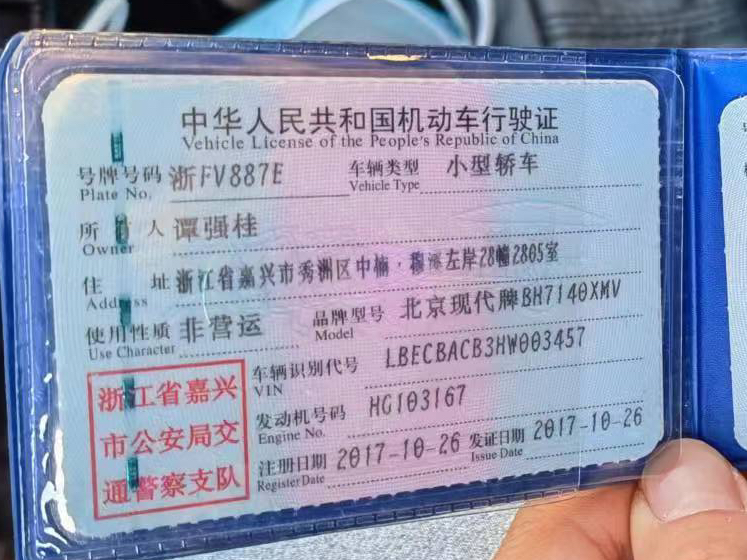 中华人民共和国机动车行驶证
Vehicle License of the People's Republic of China
号牌号码 浙FV887E 车辆类型 小型轿车
Plate No. Vehicle Type
所有人 谭强桂
Owner
住址 浙江省嘉兴市秀洲区中楠·穆湖左岸28幢2805室
Address
使用性质 非营运 品牌型号 北京现代牌BH7140XMV
Use Character Model
浙江省嘉兴
市公安局交
通警察支队
车辆识别代号 LBECBACB3HW003457
VIN
发动机号码 HG103167
Engine No.
注册日期 2017-10-26 发证日期 2017-10-26
Register Date Issue Date